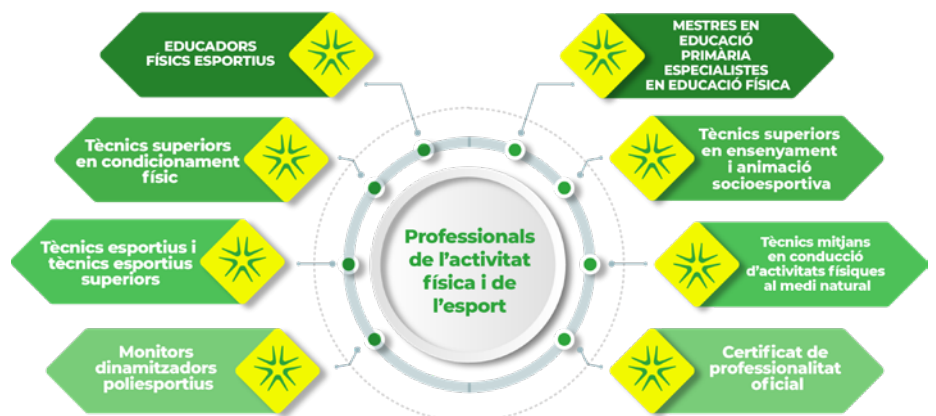 EDUCADORS
FÍSICS ESPORTIUS
MESTRES EN
EDUCACIÓ
PRIMÀRIA
ESPECIALISTES
EN EDUCACIÓ FÍSICA
Tècnics superiors
en condicionament
físic
Tècnics superiors
en ensenyament
i animació
socioesportiva
Professionals
de l’activitat
física i de
l’esport
Tècnics esportius i
tècnics esportius
superiors
Tècnics mitjans
en conducció
d’activitats físiques
al medi natural
Monitors
dinamitzadors
poliesportius
Certificat de
professionalitat
oficial